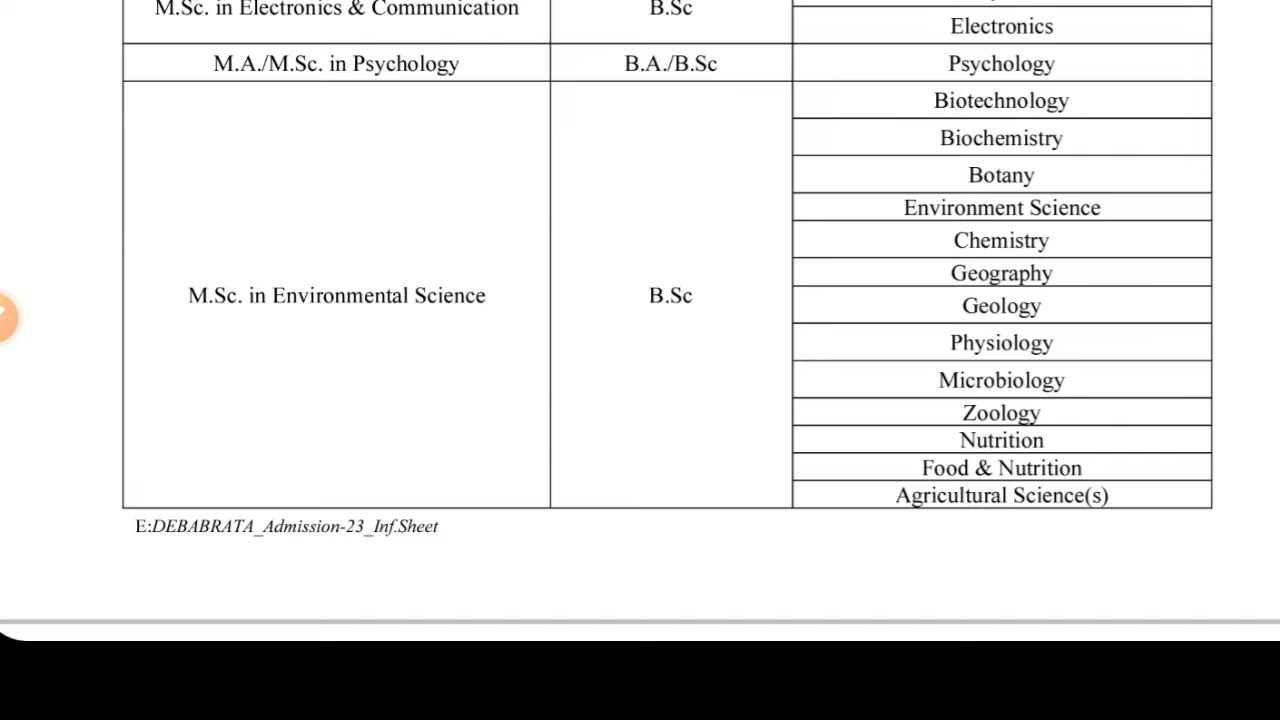 M.Sc. in Electronics & Communication B.Sc
Electronics
M.A./M.Sc. in Psychology B.A./B.Sc Psychology
Biotechnology
Biochemistry
Botany
Environment Science
Chemistry
Geography
M.Sc. in Environmental Science B.Sc
Geology
Physiology
Microbiology
Zoology
Nutrition
Food & Nutrition
Agricultural Science(s)
E:DEBABRATA_Admission-23_Inf.Sheet